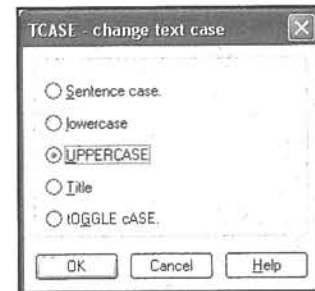 TCASE - change text case
Sentence case.
lowercase
UPPERCASE
Title
tOGGLE cASE.
OK Cancel Help